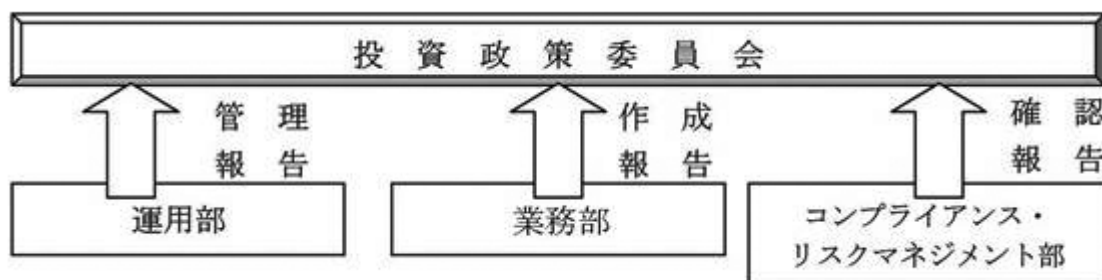 投資政策委員会
管理
報告
作成
報告
確認
報告
運用部
業務部
コンプライアンス・
リスクマネジメント部